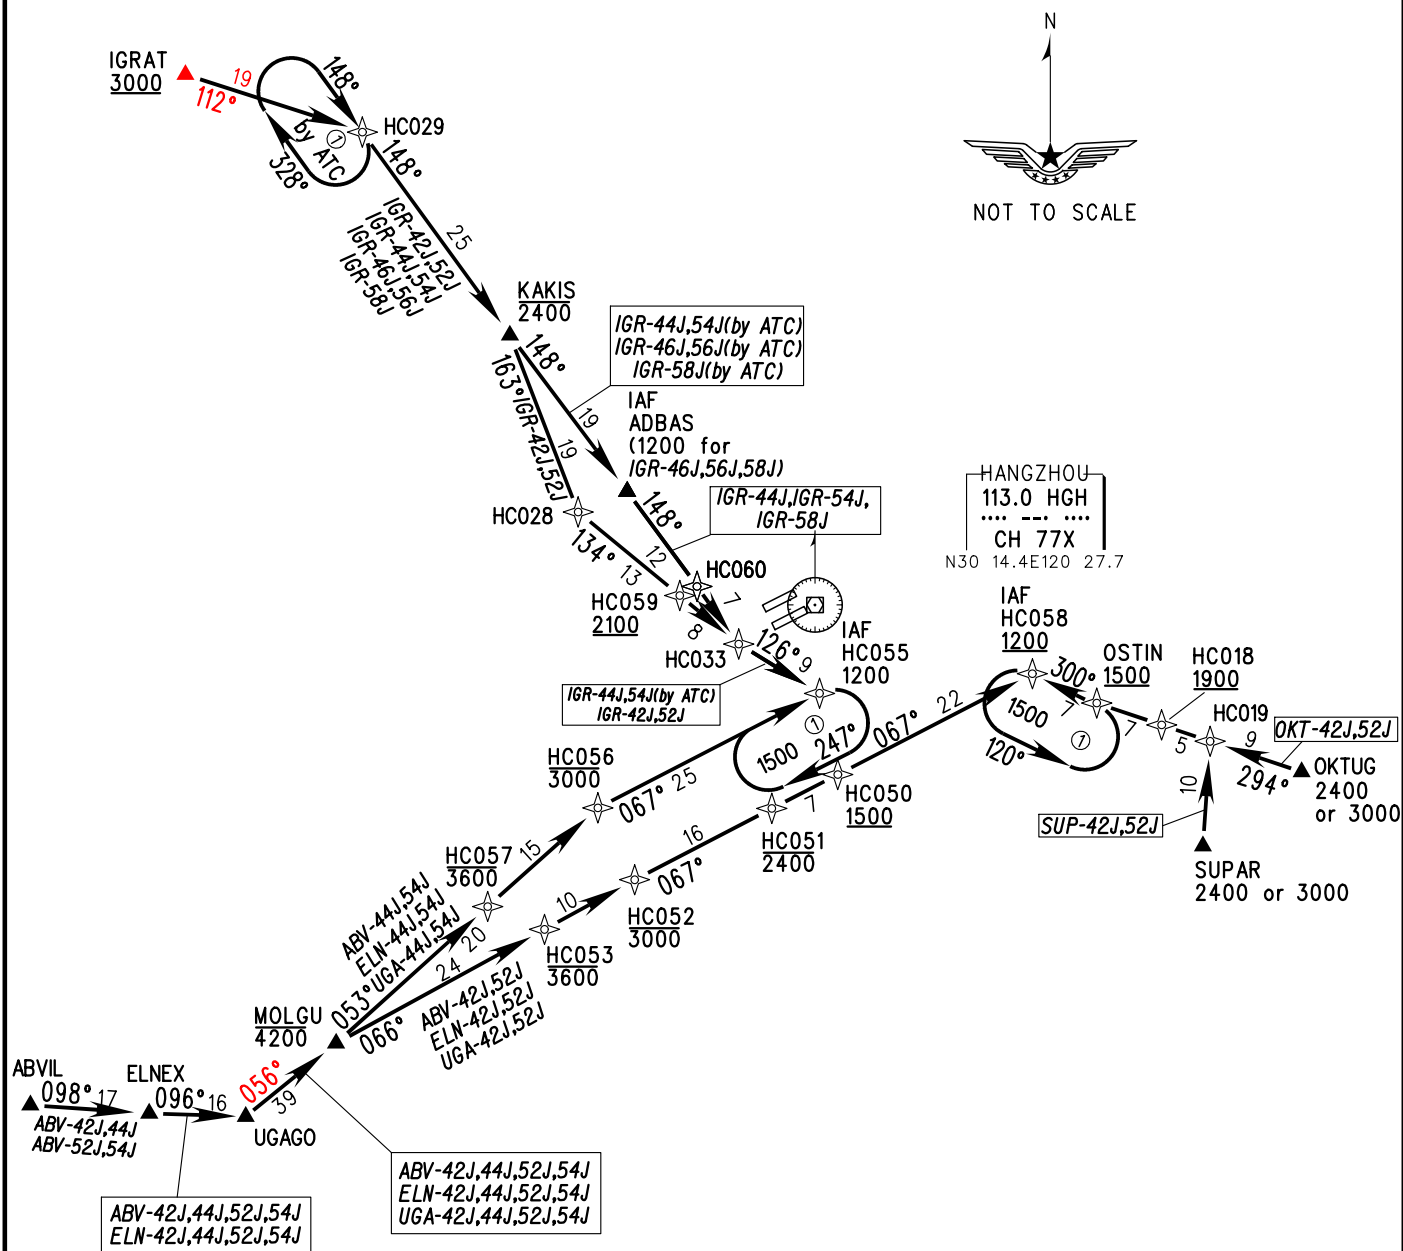 N
NOT TO SCALE
IGRAT
3000
19
112°
148°
by ATC
①
328°
HC029
148°
25
IGR-42J,52J
IGR-44J,54J
IGR-46J,56J
IGR-58J
KAKIS
2400
148°
19
163°
IGR-42J,52J
19
IGR-44J,54J(by ATC)
IGR-46J,56J(by ATC)
IGR-58J(by ATC)
IAF
ADBAS
(1200 for
IGR-46J,56J,58J)
148°
12
IGR-44J,IGR-54J,
IGR-58J
HC028
134°
13
HC059
2100
8
HC060
7
HC033
126°
9
IGR-44J,54J(by ATC)
IGR-42J,52J
IAF
HC055
1200
①
1500
247°
HANGZHOU
113.0 HGH
···· --· ····
CH 77X
N30 14.4E120 27.7
IAF
HC058
1200
1500
120°
①
300°
7
OSTIN
1500
7
HC018
1900
5
HC019
9
294°
OKT-42J,52J
OKTUG
2400
or 3000
10
SUP-42J,52J
SUPAR
2400 or 3000
067°
22
HC050
1500
7
HC051
2400
16
067°
HC052
3000
10
HC053
3600
HC056
3000
067°
25
HC057
3600
15
ABV-44J,54J
ELN-44J,54J
UGA-44J,54J
053°
20
24
066°
ABV-42J,52J
ELN-42J,52J
UGA-42J,52J
MOLGU
4200
056°
39
ABVIL
098°
17
ABV-42J,44J
ABV-52J,54J
ELNEX
096°
16
UGAGO
ABV-42J,44J,52J,54J
ELN-42J,44J,52J,54J
UGA-42J,44J,52J,54J
ABV-42J,44J,52J,54J
ELN-42J,44J,52J,54J